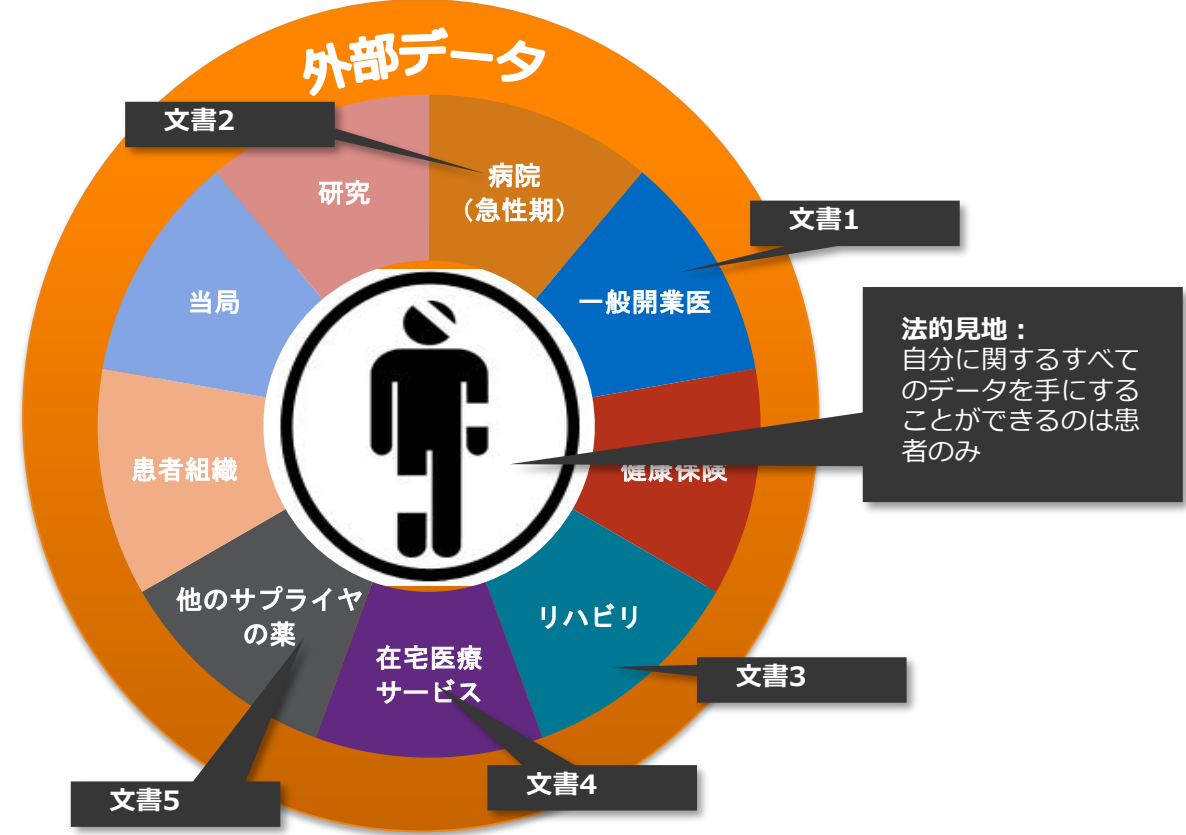 外部データ
文書2
研究
病院
（急性期）
文書1
一般開業医
当局
法的見地：
自分に関するすべて
のデータを手にする
ことができるのは患
者のみ
患者組織
健康保険
他のサプライヤ
の薬
リハビリ
在宅医療
サービス
文書3
文書4
文書5